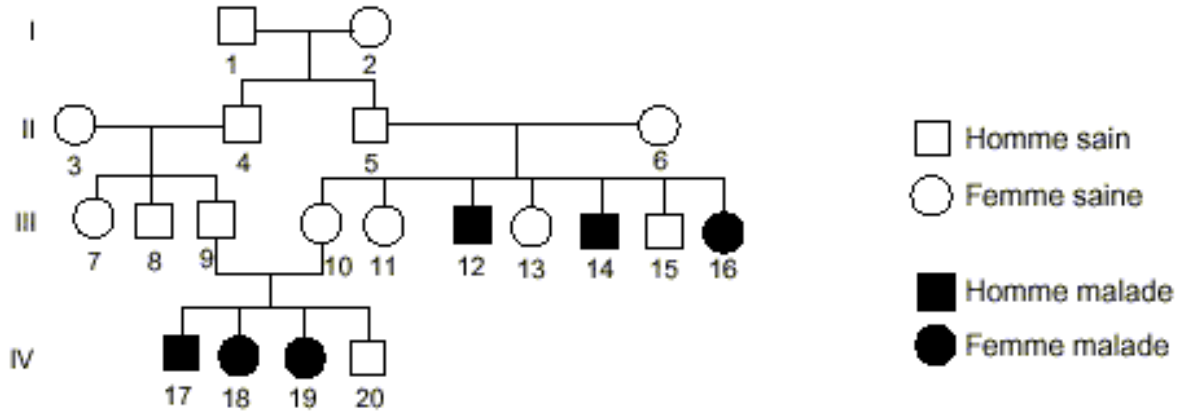 I
1 2
II
3 4 5 6
Homme sain
Femme saine
III
7 8 9 10 11 12 13 14 15 16
Homme malade
Femme malade
IV
17 18 19 20